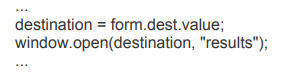 ...
destination = form.dest.value;
window.open(destination, "results");
...